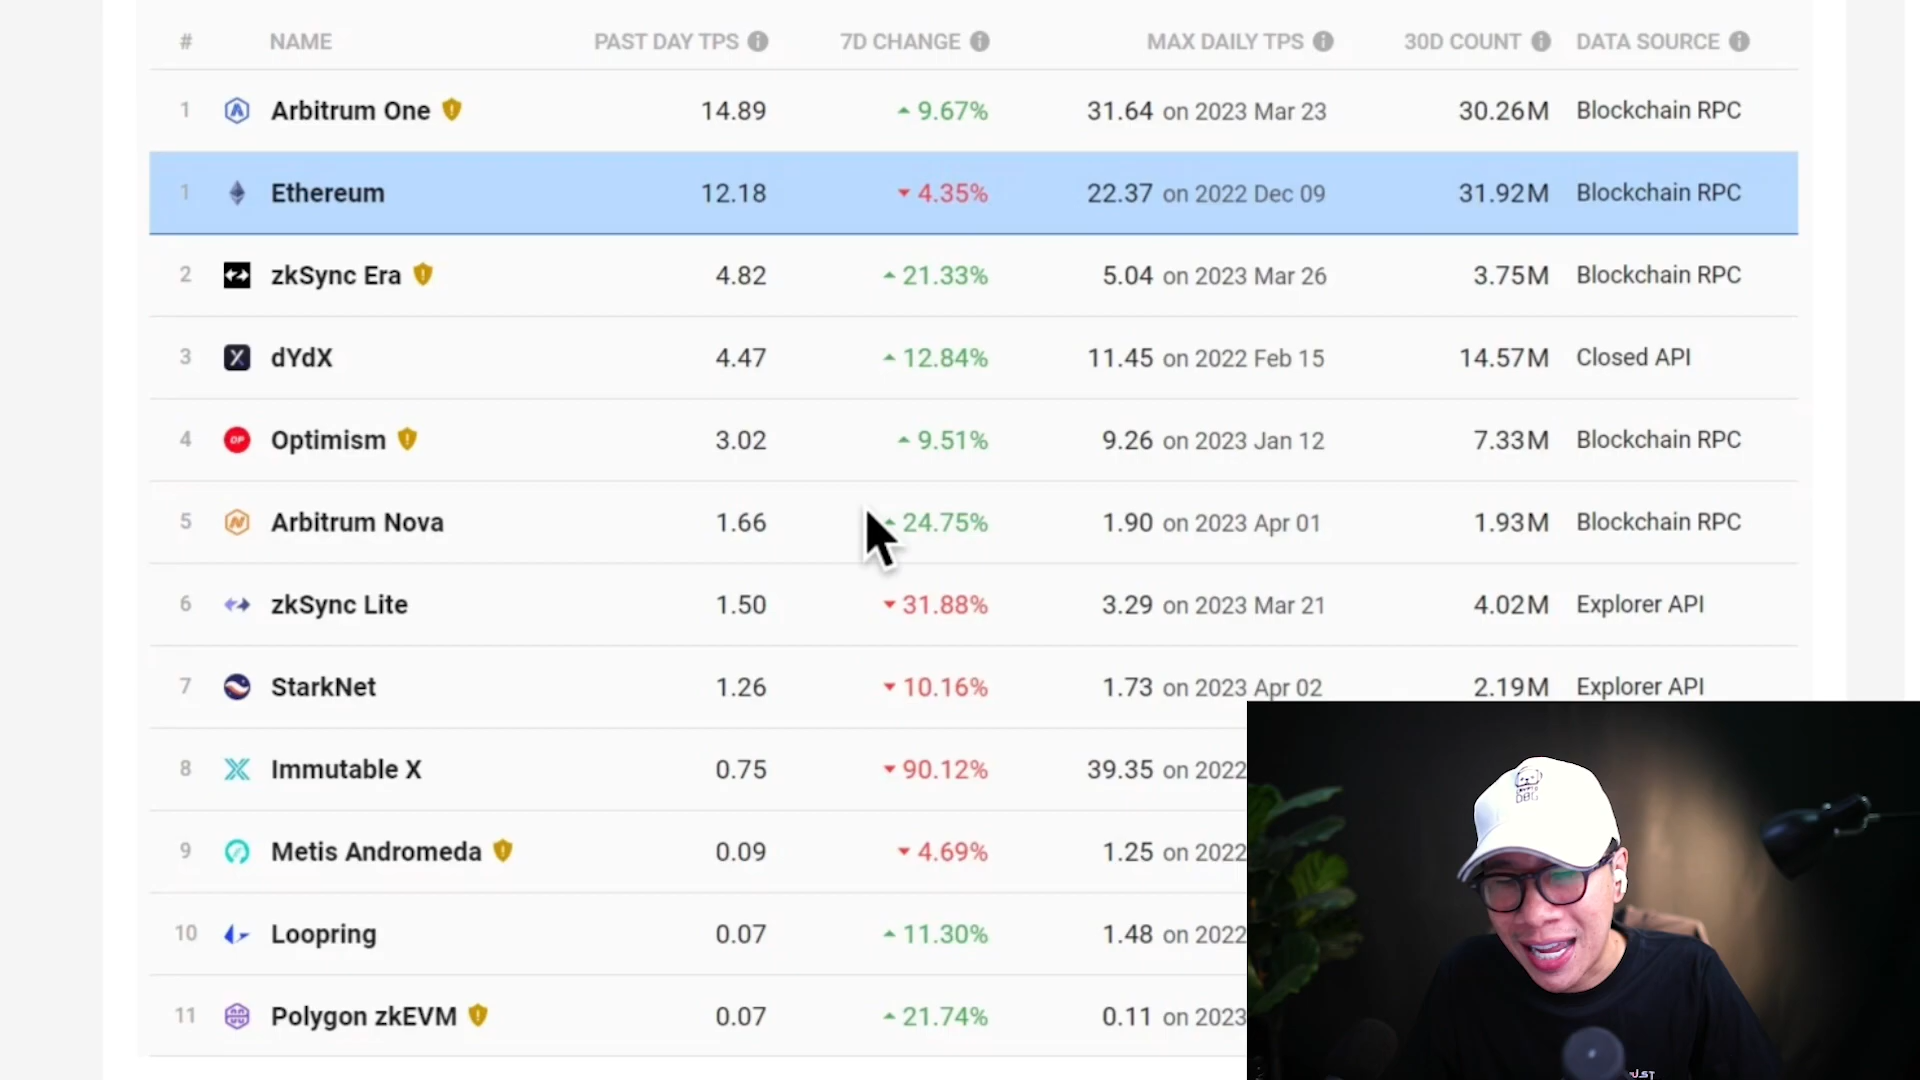 # NAME PAST DAY TPS 7D CHANGE MAX DAILY TPS 30D COUNT DATA SOURCE
1 Arbitrum One 14.89 9.67% 31.64 on 2023 Mar 23 30.26M Blockchain RPC
1 Ethereum 12.18 4.35% 22.37 on 2022 Dec 09 31.92M Blockchain RPC
2 zkSync Era 4.82 21.33% 5.04 on 2023 Mar 26 3.75M Blockchain RPC
3 dYdX 4.47 12.84% 11.45 on 2022 Feb 15 14.57M Closed API
4 OP Optimism 3.02 9.51% 9.26 on 2023 Jan 12 7.33M Blockchain RPC
5 Arbitrum Nova 1.66 24.75% 1.90 on 2023 Apr 01 1.93M Blockchain RPC
6 zkSync Lite 1.50 31.88% 3.29 on 2023 Mar 21 4.02M Explorer API
7 StarkNet 1.26 10.16% 1.73 on 2023 Apr 02 2.19M Explorer API
8 Immutable X 0.75 90.12% 39.35 on 2022
9 Metis Andromeda 0.09 4.69% 1.25 on 2022
10 Loopring 0.07 11.30% 1.48 on 2022
11 Polygon zkEVM 0.07 21.74% 0.11 on 2023